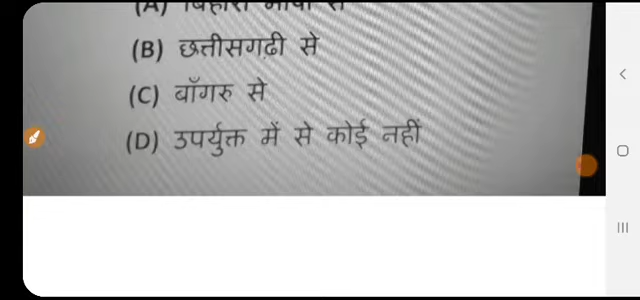 (B) छत्तीसगढ़ी से
(C) बाँगरु से
(D) उपर्युक्त में से कोई नहीं